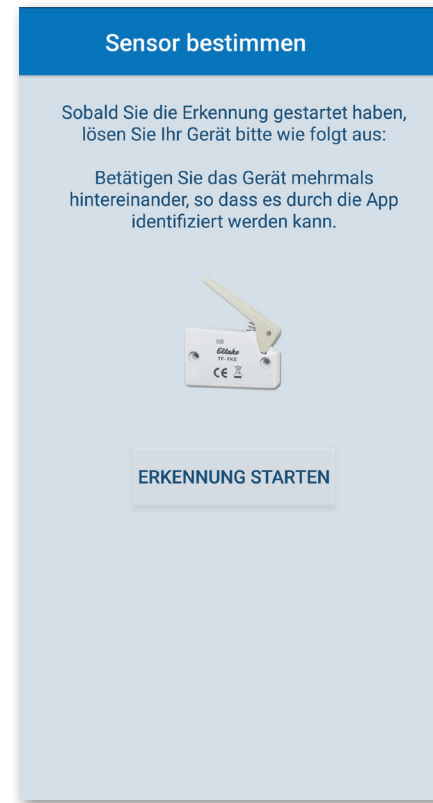 Sensor bestimmen
Sobald Sie die Erkennung gestartet haben,
lösen Sie Ihr Gerät bitte wie folgt aus:
Betätigen Sie das Gerät mehrmals
hintereinander, so dass es durch die App
identifiziert werden kann.
Eltako
TF-FKE
CE
ERKENNUNG STARTEN